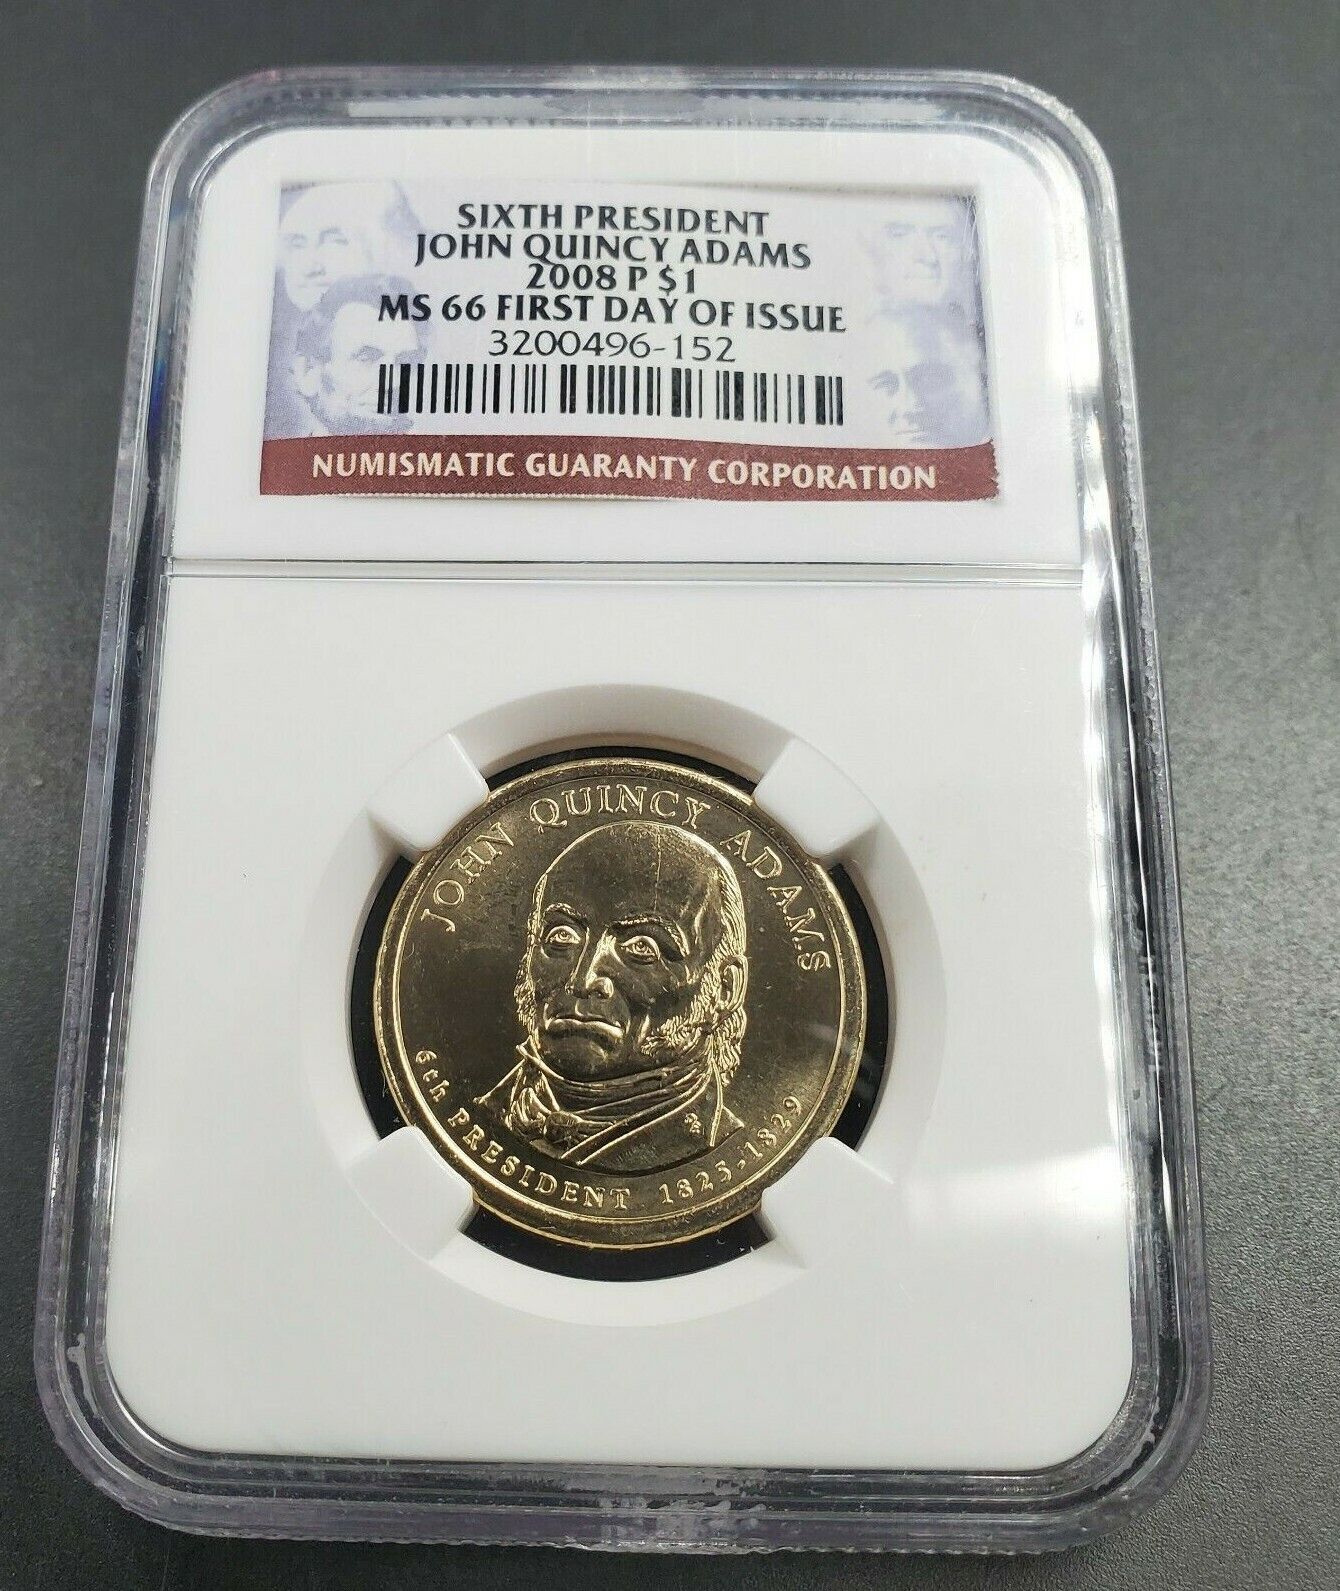 SIXTH PRESIDENT
JOHN QUINCY ADAMS
2008 P $1
MS 66 FIRST DAY OF ISSUE
3200496-152
NUMISMATIC GUARANTY CORPORATION
JOHN QUINCY ADAMS
6th PRESIDENT 1825-1829